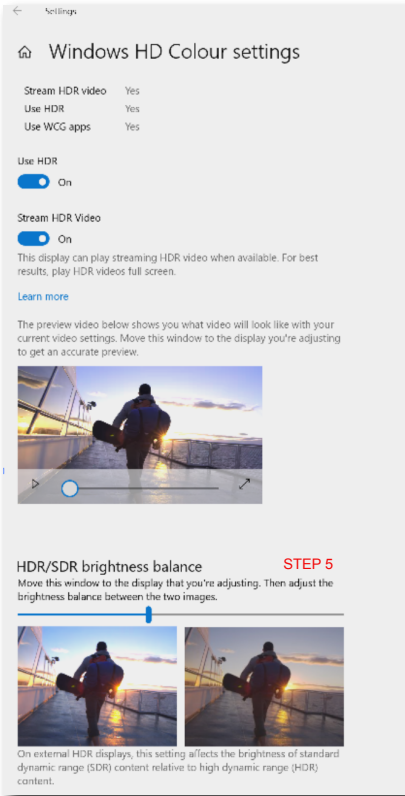 Settings
Windows HD Colour settings
Stream HDR video Yes
Use HDR Yes
Use WCG apps Yes
Use HDR
On
Stream HDR Video
On
This display can play streaming HDR video when available. For best
results, play HDR videos full screen.
Learn more
The preview video below shows you what video will look like with your
current video settings. Move this window to the display you're adjusting
to get an accurate preview.
HDR/SDR brightness balance STEP 5
Move this window to the display that you're adjusting. Then adjust the
brightness balance between the two images.
On external HDR displays, this setting affects the brightness of standard
dynamic range (SDR) content relative to high dynamic range (HDR)
content.